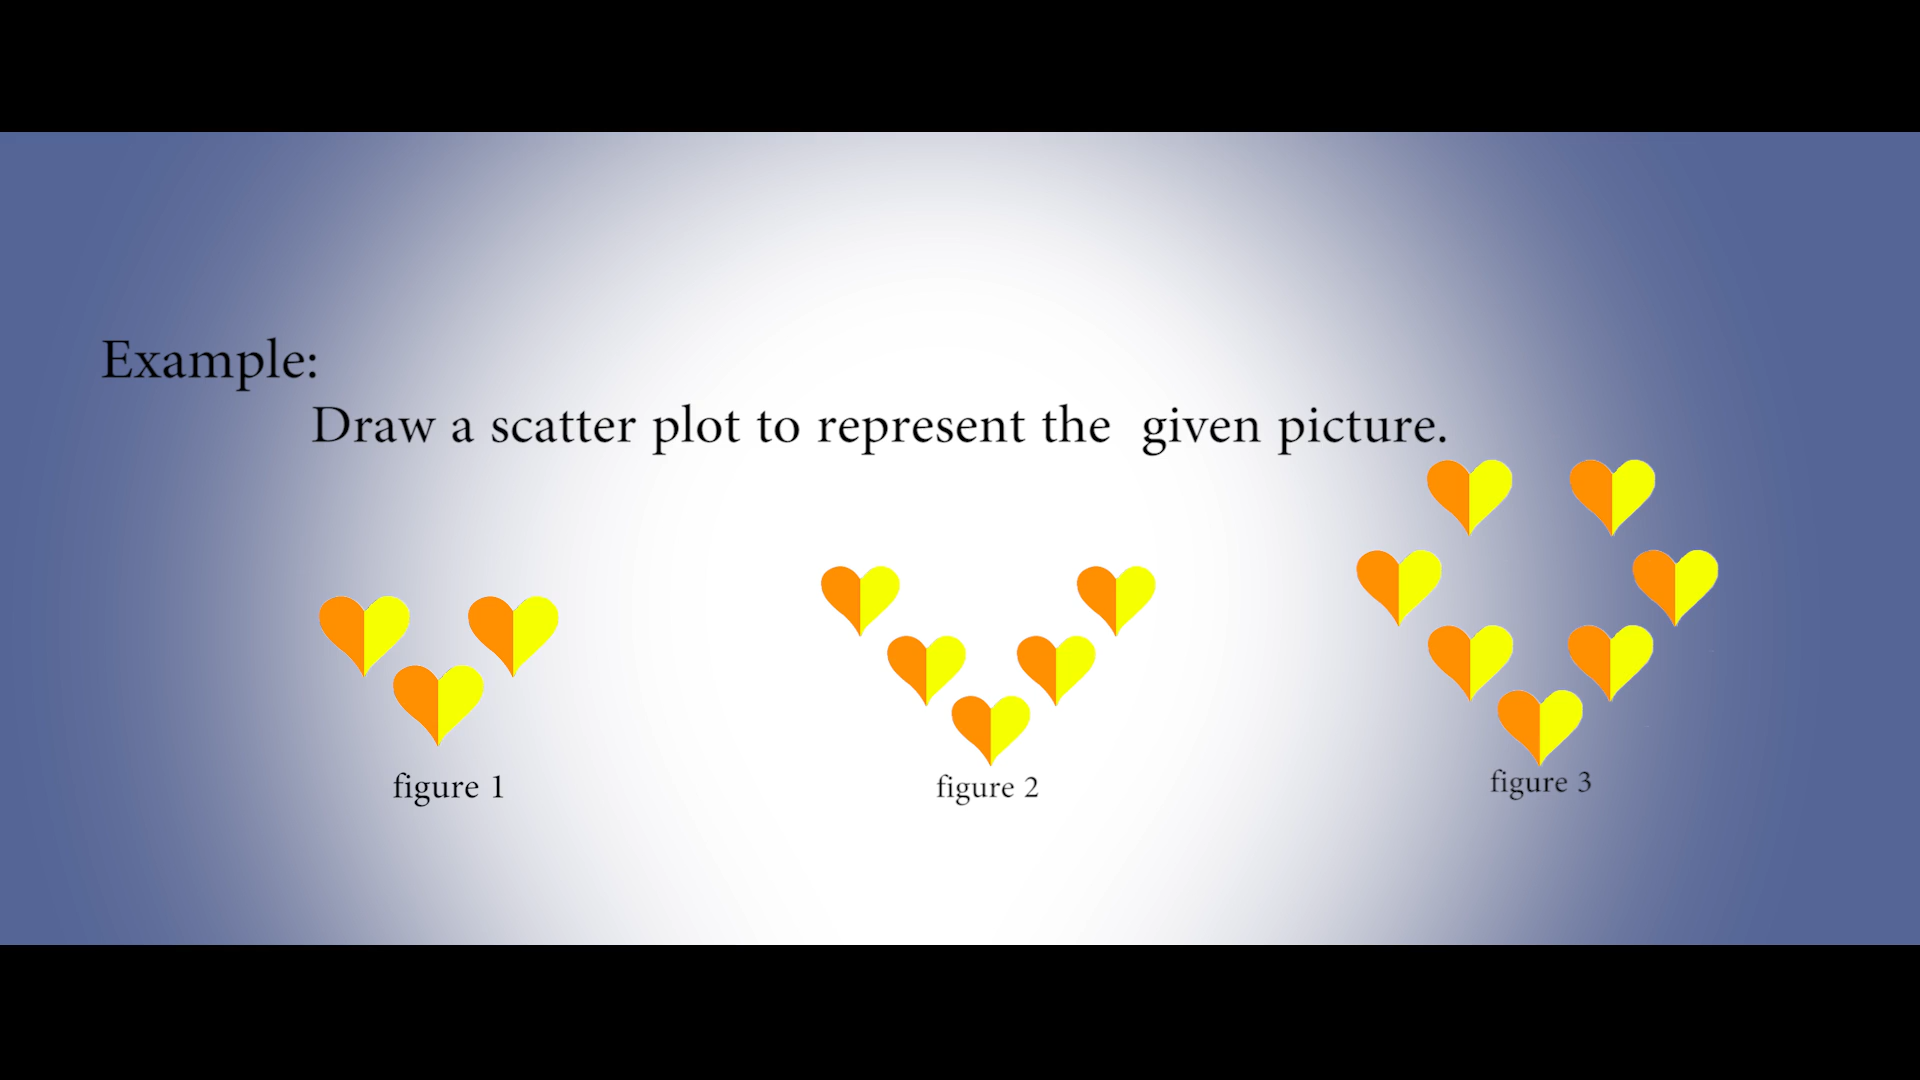 Example:
Draw a scatter plot to represent the given picture.
figure 1
figure 2
figure 3